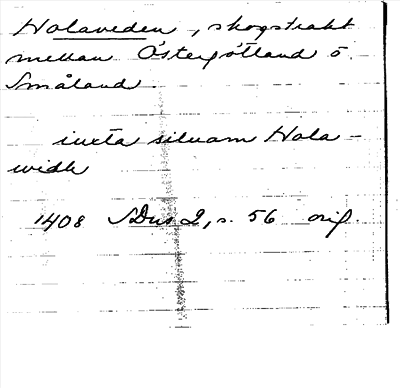 Holaveden, skogstrakt
mellan Östergötland o.
Småland.
iuxta siluam Hola-
widh
1408 SDns 2, s. 56 orig.